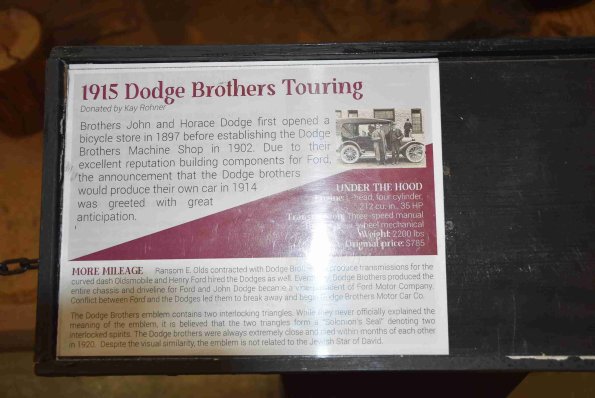 1915 Dodge Brothers Touring
Donated by Kay Rohner
Brothers John and Horace Dodge first opened a
bicycle store in 1897 before establishing the Dodge
Brothers Machine Shop in 1902. Due to their
excellent reputation building components for Ford,
the announcement that the Dodge brothers
would produce their own car in 1914
was greeted with great
anticipation.
UNDER THE HOOD
Engine: L-head, four cylinder,
212 cu. in., 35 HP
Transmission: Three-speed manual
wheel mechanical
Weight: 2200 lbs
Original price: $785
MORE MILEAGE Ransom E. Olds contracted with Dodge Brothers to produce transmissions for the
curved dash Oldsmobile and Henry Ford hired the Dodges as well. Eventually Dodge Brothers produced the
entire chassis and driveline for Ford and John Dodge became a vice president of Ford Motor Company.
Conflict between Ford and the Dodges led them to break away and begin Dodge Brothers Motor Car Co.
The Dodge Brothers emblem contains two interlocking triangles. While they never officially explained the
meaning of the emblem, it is believed that the two triangles form a "Solomon's Seal" denoting two
interlocked spirits. The Dodge brothers were always extremely close and died within months of each other
in 1920. Despite the visual similarity, the emblem is not related to the Jewish Star of David.